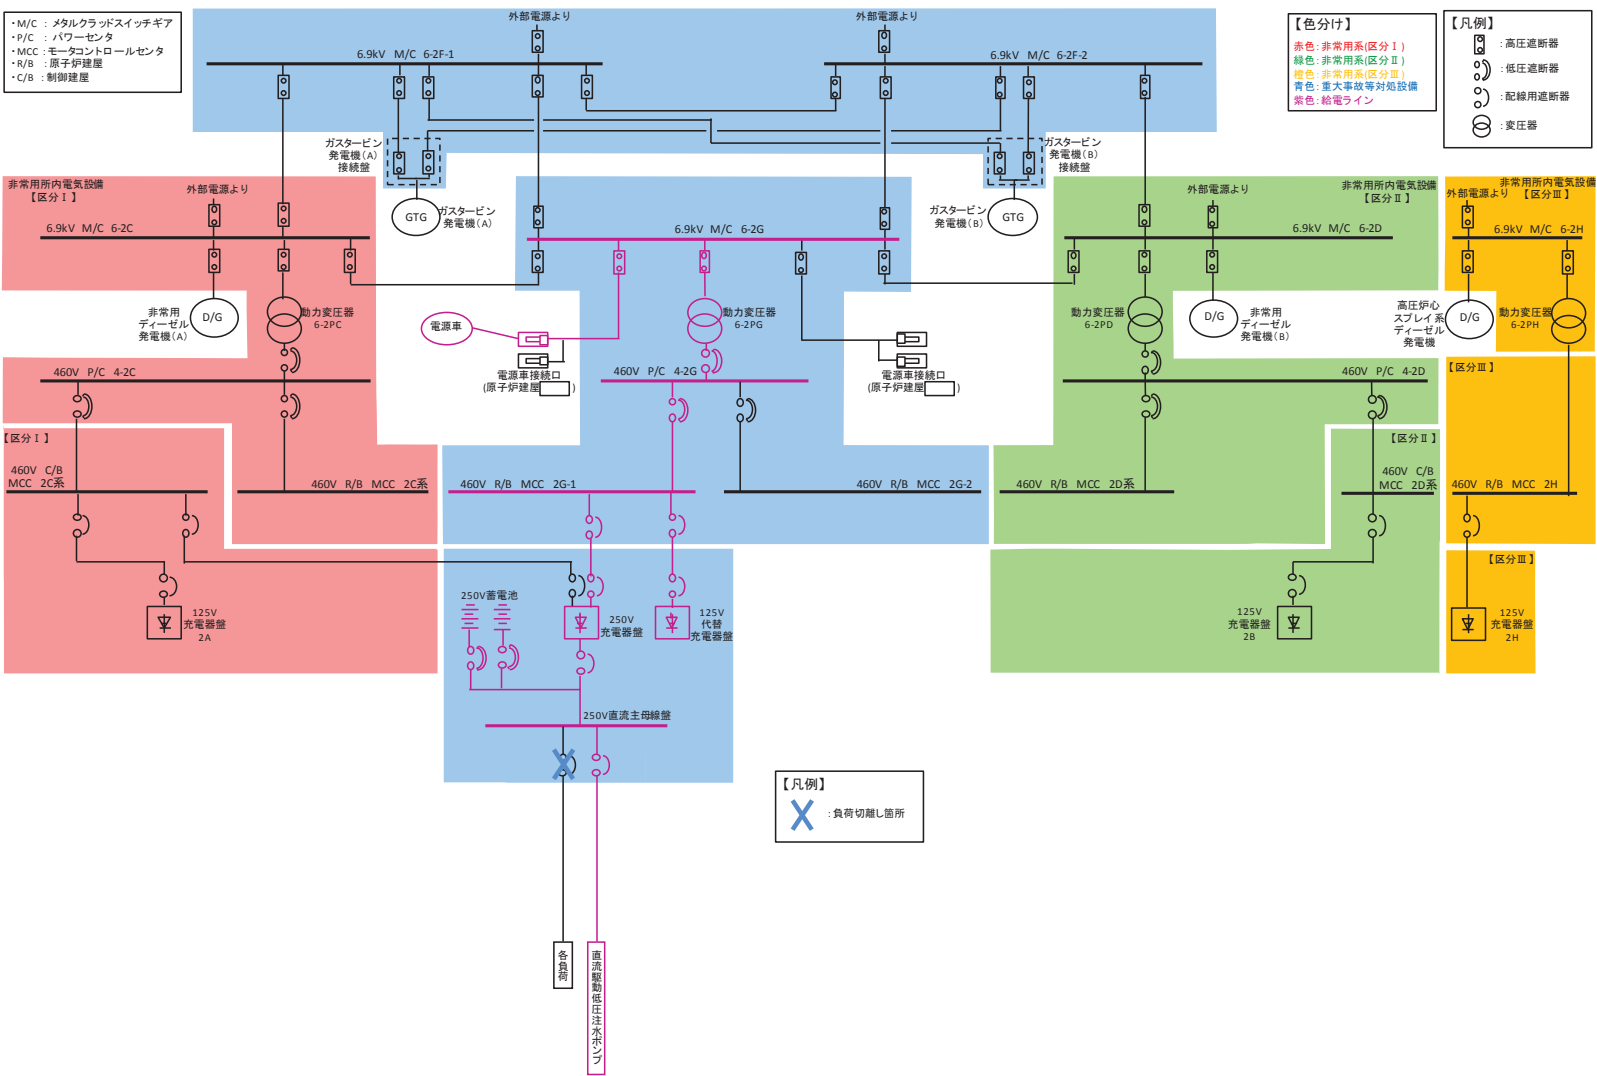 ・M/C : メタルクラッドスイッチギア
・P/C : パワーセンタ
・MCC : モータコントロールセンタ
・R/B : 原子炉建屋
・C/B : 制御建屋
外部電源より
外部電源より
6.9kV M/C 6-2F-1
6.9kV M/C 6-2F-2
【色分け】
赤色:非常用系(区分Ⅰ)
緑色:非常用系(区分Ⅱ)
橙色:非常用系(区分Ⅲ)
青色:重大事故等対処設備
紫色:給電ライン
【凡例】
:高圧遮断器
:低圧遮断器
:配線用遮断器
:変圧器
ガスタービン
発電機(A)
接続盤
ガスタービン
発電機(B)
接続盤
GTG
ガスタービン
発電機(A)
ガスタービン
発電機(B)
GTG
非常用所内電気設備
【区分Ⅰ】
外部電源より
6.9kV M/C 6-2C
6.9kV M/C 6-2G
外部電源より
非常用所内電気設備
【区分Ⅱ】
6.9kV M/C 6-2D
非常用所内電気設備
外部電源より
【区分Ⅲ】
6.9kV M/C 6-2H
非常用
ディーゼル
発電機(A)
D/G
動力変圧器
6-2PC
電源車
動力変圧器
6-2PG
電源車接続口
(原子炉建屋 )
電源車接続口
(原子炉建屋 )
動力変圧器
6-2PD
D/G
非常用
ディーゼル
発電機(B)
高圧炉心
スプレイ系
ディーゼル
発電機
D/G
動力変圧器
6-2PH
460V P/C 4-2C
460V P/C 4-2G
460V P/C 4-2D
【区分Ⅲ】
【区分Ⅰ】
460V C/B
MCC 2C系
460V R/B MCC 2C系
460V R/B MCC 2G-1
460V R/B MCC 2G-2
460V R/B MCC 2D系
【区分Ⅱ】
460V C/B
MCC 2D系
460V R/B MCC 2H
125V
充電器盤
2A
250V蓄電池
250V
充電器盤
125V
代替
充電器盤
125V
充電器盤
2B
【区分Ⅲ】
125V
充電器盤
2H
250V直流主母線盤
【凡例】
:負荷切離し箇所
各負荷
直流駆動低圧注水ポンプ